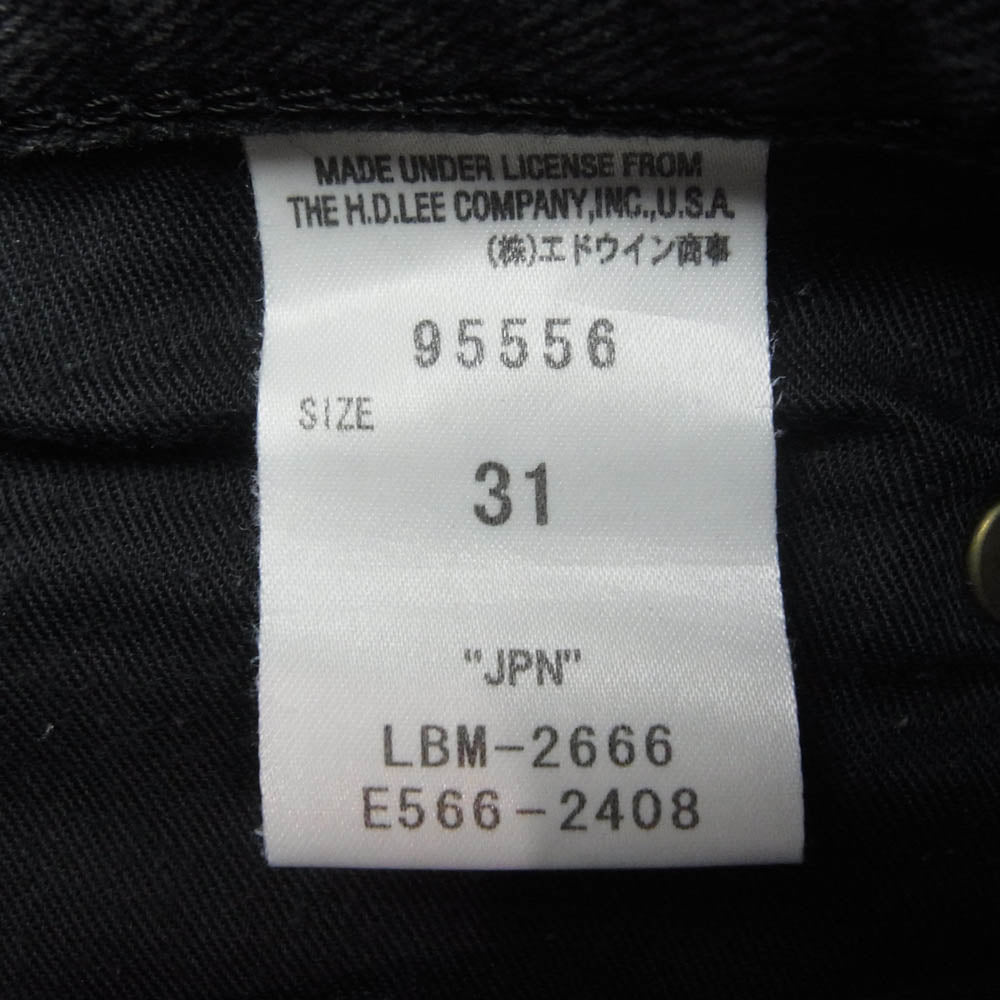 MADE UNDER LICENSE FROM
THE H.D.LEE COMPANY,INC.,U.S.A.
(株)エドウイン商事
95556
SIZE
31
"JPN"
LBM-2666
E566-2408